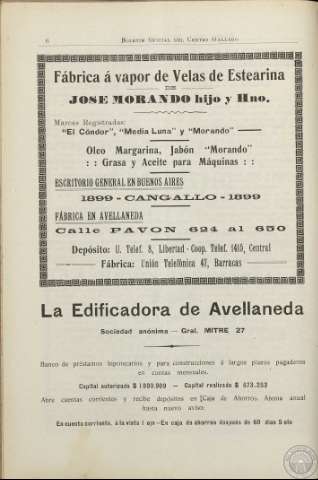 6 BOLETIN OFICIAL DEL CENTRO GALLEGO
Fábrica á vapor de Velas de Estearina
DE
JOSE MORANDO hijo y Hno.
Marcas Registradas:
"El Cóndor", "Media Luna" y "Morando"
Oleo Margarina, Jabón "Morando"
: : Grasa y Aceite para Máquinas : :
ESCRITORIO GENERAL EN BUENOS AIRES
1899 - CANGALLO - 1899
FÁBRICA EN AVELLANEDA
Calle PAVON 624 al 650
Depósito: U. Telef. 8, Libertad - Coop. Telef. 1415, Central
Fábrica: Unión Telefónica 47, Barracas
La Edificadora de Avellaneda
Sociedad anónima — Gral. MITRE 27
Banco de préstamos hipotecarios y para construcciones á largos plazos pagaderos
en cuotas mensuales.
Capital autorizado $ 1.000.000 — Capital realizado $ 673.252
Abre cuentas corrientes y recibe depósitos en Caja de Ahorros. Abona anual
hasta nuevo aviso:
En cuenta corriente, á la vista 1 o/o — En caja de ahorros después de 60 días 5 o/o